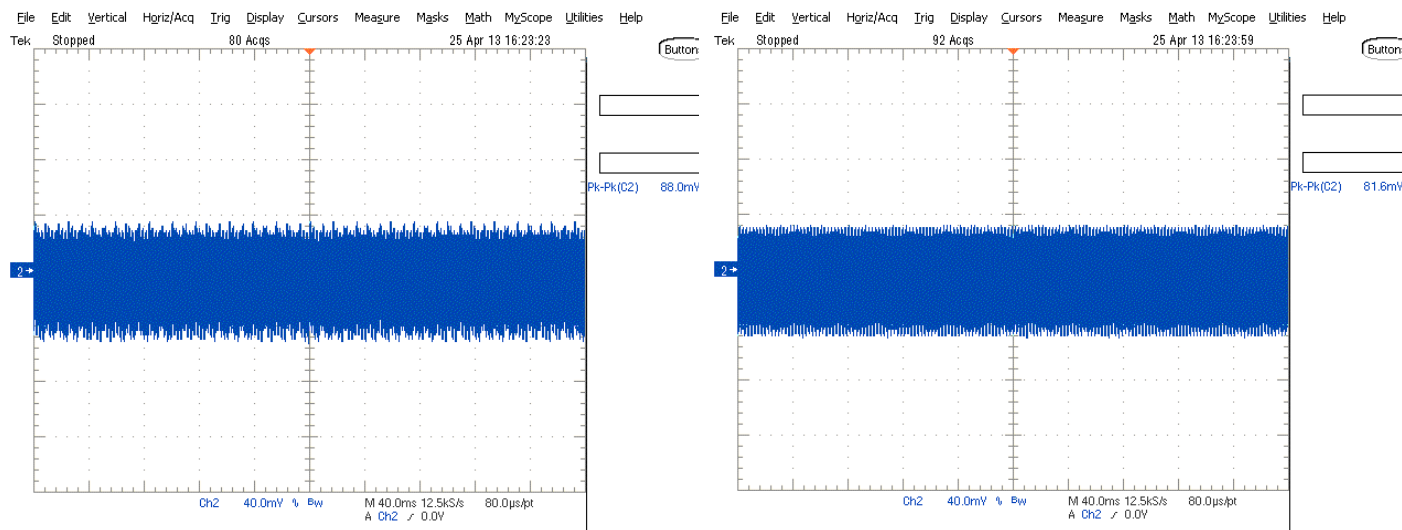 File Edit Vertical Horiz/Acq Trig Display Cursors Measure Masks Math MyScope Utilities Help
Tek Stopped 80 Acqs 25 Apr 13 16:23:23
Button
2
Pk-Pk(C2) 88.0mV
Ch2 40.0mV % Bw M 40.0ms 12.5kS/s 80.0µs/pt
A Ch2 / 0.0V
File Edit Vertical Horiz/Acq Trig Display Cursors Measure Masks Math MyScope Utilities Help
Tek Stopped 92 Acqs 25 Apr 13 16:23:59
Button
2
Pk-Pk(C2) 81.6mV
Ch2 40.0mV % Bw M 40.0ms 12.5kS/s 80.0µs/pt
A Ch2 / 0.0V